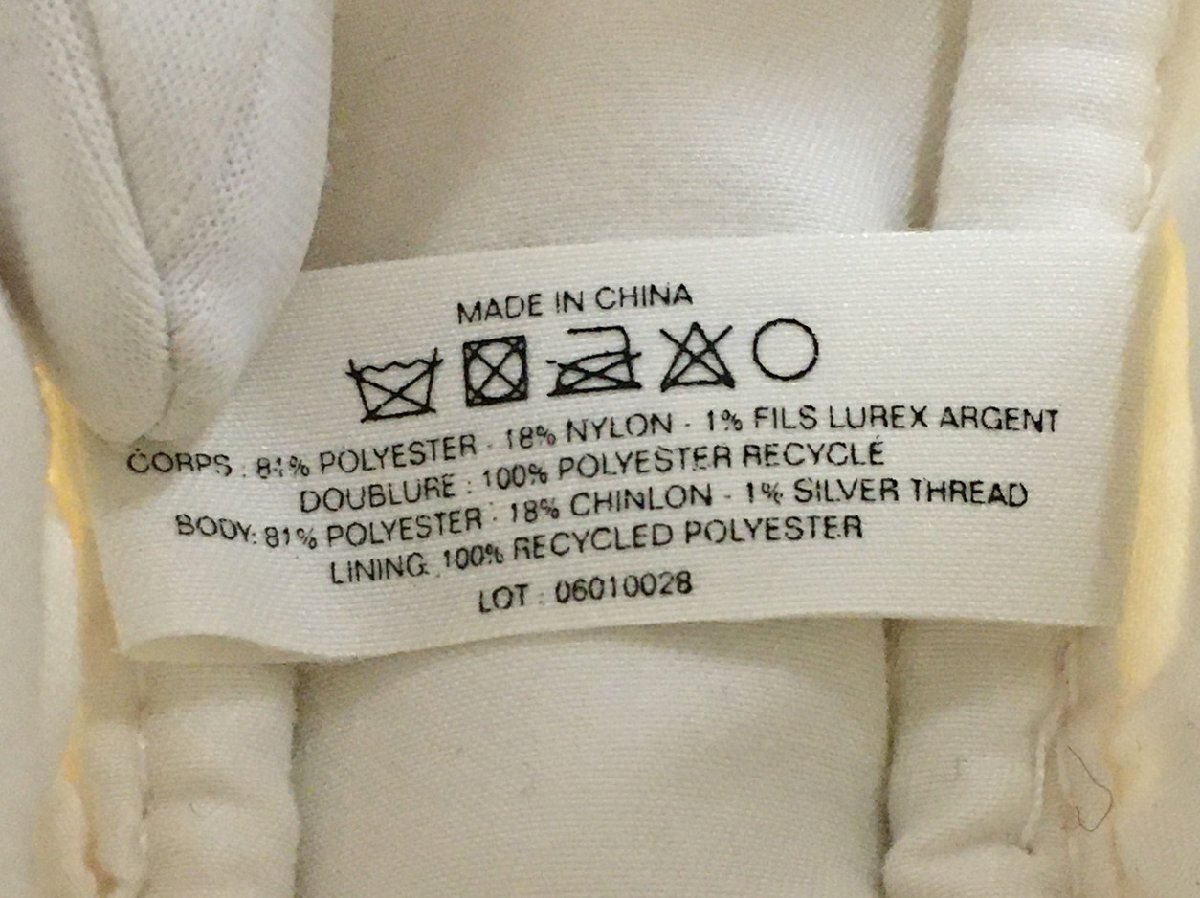 MADE IN CHINA
CORPS : 81% POLYESTER - 18% NYLON - 1% FILS LUREX ARGENT
DOUBLURE : 100% POLYESTER RECYCLÉ
BODY: 81% POLYESTER - 18% CHINLON - 1% SILVER THREAD
LINING: 100% RECYCLED POLYESTER
LOT : 06010028